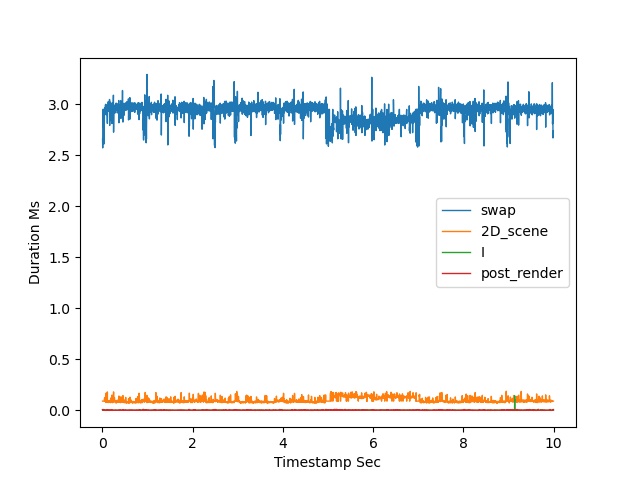 3.0
2.5
2.0
1.5
1.0
0.5
0.0
Duration Ms
swap
2D_scene
I
post_render
0 2 4 6 8 10
Timestamp Sec